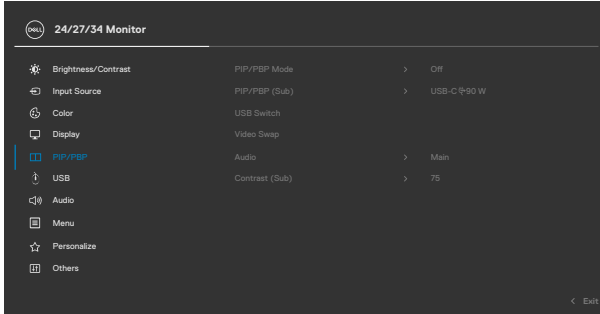 DELL 24/27/34 Monitor
Brightness/Contrast PIP/PBP Mode > Off
Input Source PIP/PBP (Sub) > USB-C 90 W
Color USB Switch
Display Video Swap
PIP/PBP Audio > Main
USB Contrast (Sub) > 75
Audio
Menu
Personalize
Others
< Exit